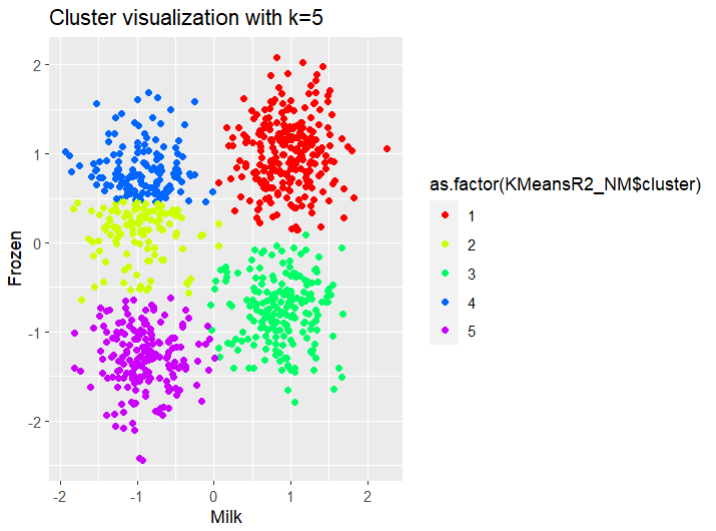 Cluster visualization with k=5
2
1
0
-1
-2
Frozen
-2 -1 0 1 2
Milk
as.factor(KMeansR2_NM$cluster)
1
2
3
4
5